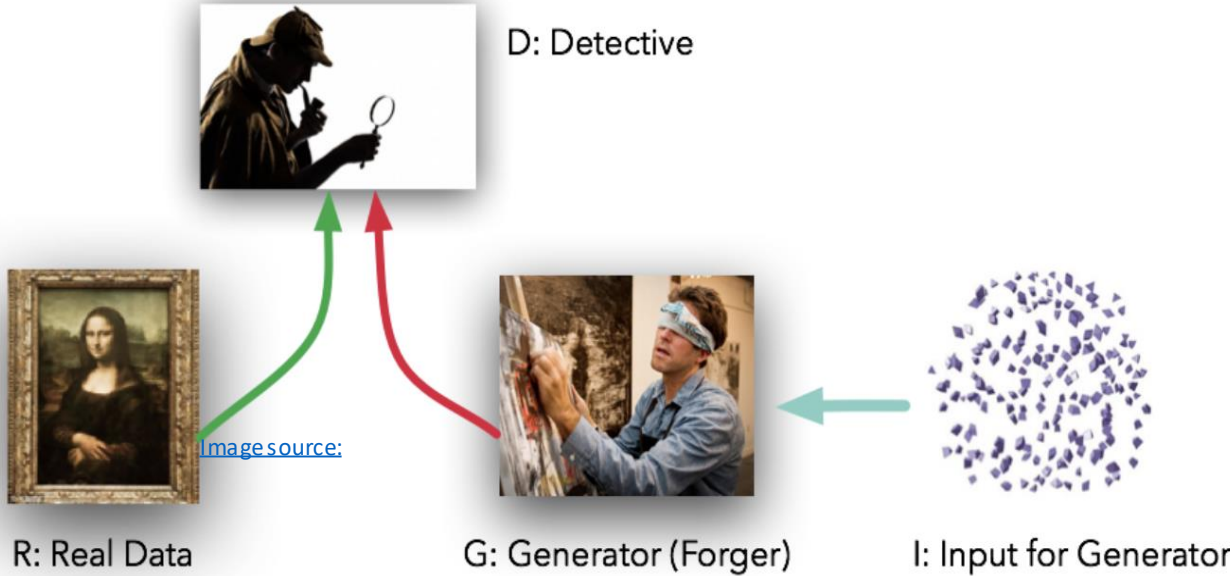 D: Detective
Image source:
R: Real Data
G: Generator (Forger)
I: Input for Generator